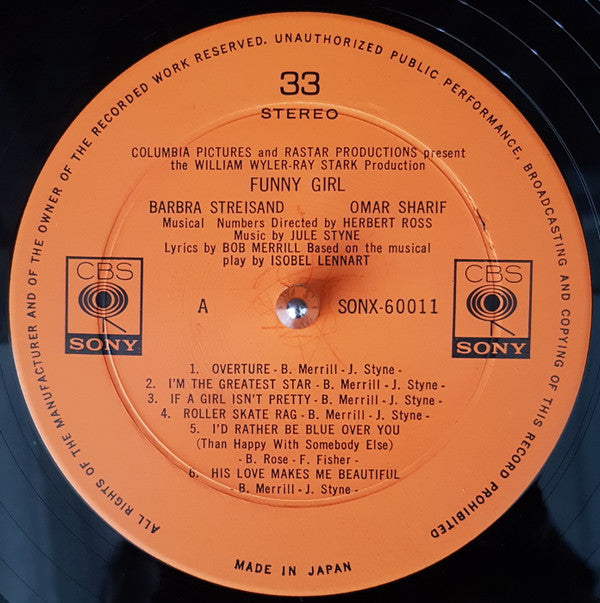 ALL RIGHTS OF THE MANUFACTURER AND OF THE OWNER OF THE RECORDED WORK RESERVED. UNAUTHORIZED PUBLIC PERFORMANCE, BROADCASTING AND COPYING OF THIS RECORD PROHIBITED
33
STEREO
COLUMBIA PICTURES and RASTAR PRODUCTIONS present
the WILLIAM WYLER-RAY STARK Production
FUNNY GIRL
BARBRA STREISAND OMAR SHARIF
Musical Numbers Directed by HERBERT ROSS
Music by JULE STYNE
Lyrics by BOB MERRILL Based on the musical
play by ISOBEL LENNART
CBS
SONY
A
SONX-60011
CBS
SONY
1. OVERTURE - B. Merrill - J. Styne -
2. I'M THE GREATEST STAR - B. Merrill - J. Styne -
3. IF A GIRL ISN'T PRETTY - B. Merrill - J. Styne -
4. ROLLER SKATE RAG - B. Merrill - J. Styne -
5. I'D RATHER BE BLUE OVER YOU
(Than Happy With Somebody Else)
- B. Rose - F. Fisher -
6. HIS LOVE MAKES ME BEAUTIFUL
- B. Merrill - J. Styne -
MADE IN JAPAN